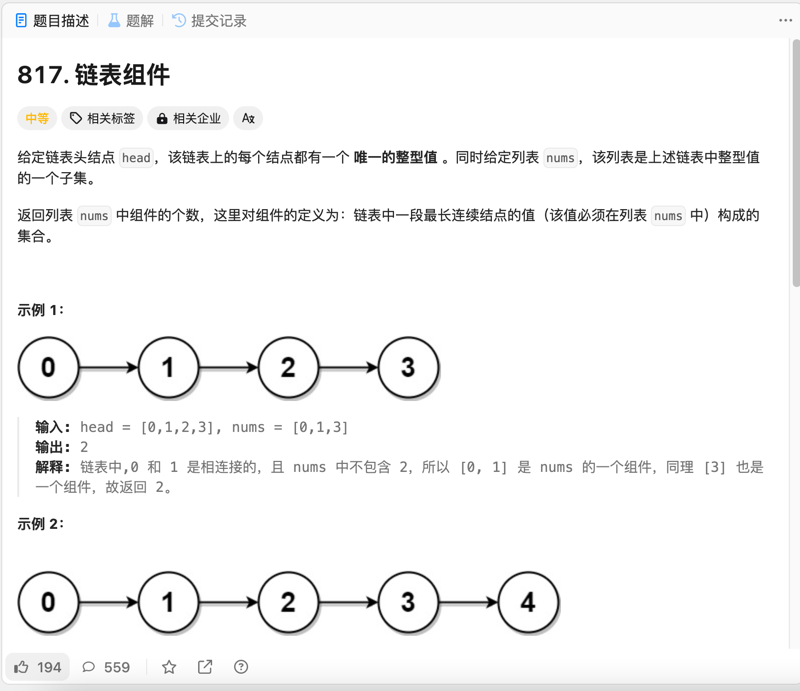 题目描述 题解 提交记录
817. 链表组件
中等 相关标签 相关企业 Az
给定链表头结点 head，该链表上的每个结点都有一个 唯一的整型值 。同时给定列表 nums，该列表是上述链表中整型值
的一个子集。
返回列表 nums 中组件的个数，这里对组件的定义为：链表中一段最长连续结点的值（该值必须在列表 nums 中）构成的
集合。
示例 1：
0 1 2 3
输入: head = [0,1,2,3], nums = [0,1,3]
输出: 2
解释: 链表中,0 和 1 是相连接的，且 nums 中不包含 2，所以 [0, 1] 是 nums 的一个组件，同理 [3] 也是
一个组件，故返回 2。
示例 2：
0 1 2 3 4
194 559